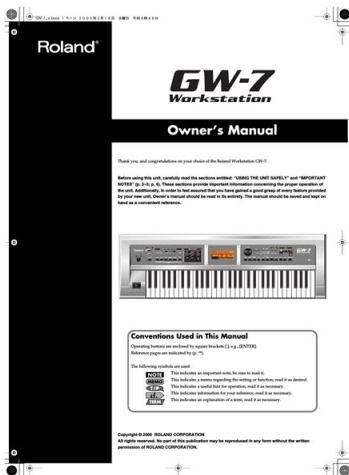 Roland®
GW-7
Workstation
Owner's Manual
Thank you, and congratulations on your choice of the Roland Workstation GW-7.
Before using this unit, carefully read the sections entitled: "USING THE UNIT SAFELY" and "IMPORTANT
NOTES" (p. 2–3; p. 4). These sections provide important information concerning the proper operation of
the unit. Additionally, in order to feel assured that you have gained a good grasp of every feature provided
by your new unit, Owner's manual should be read in its entirety. The manual should be saved and kept on
hand as a convenient reference.
Roland
GW-7
Conventions Used in This Manual
Operating buttons are enclosed by square brackets [ ]; e.g., [ENTER].
Reference pages are indicated by (p. **).
The following symbols are used.
NOTE This indicates an important note; be sure to read it.
MEMO This indicates a memo regarding the setting or function; read it as desired.
TIP This indicates a useful hint for operation; read it as necessary.
cf. This indicates information for your reference; read it as necessary.
TERM This indicates an explanation of a term; read it as necessary.
Copyright © 2005 ROLAND CORPORATION
All rights reserved. No part of this publication may be reproduced in any form without the written
permission of ROLAND CORPORATION.